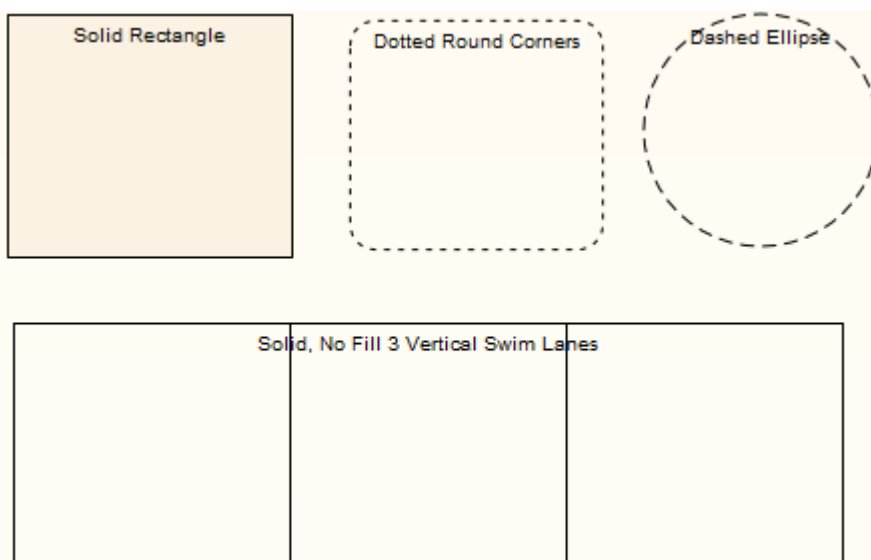 Solid Rectangle
Dotted Round Corners
Dashed Ellipse
Solid, No Fill 3 Vertical Swim Lanes